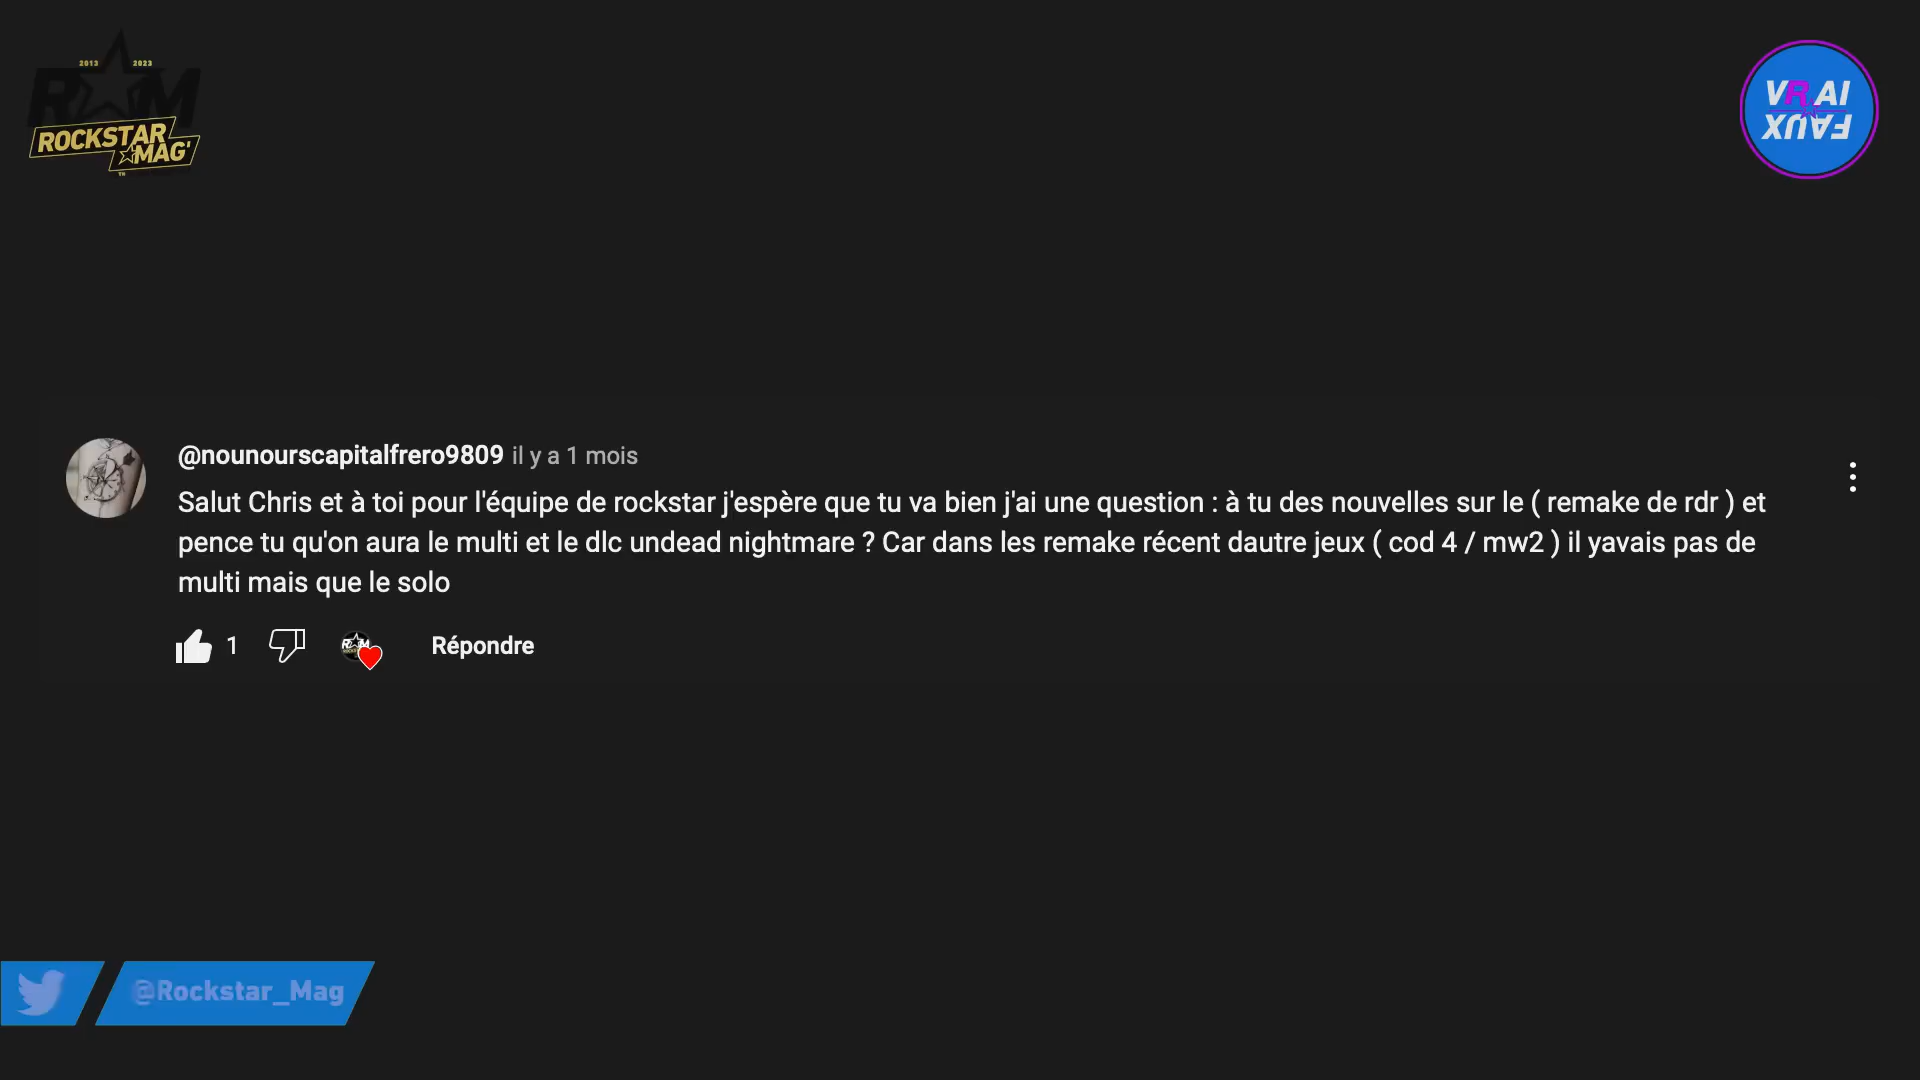 2013 2023
R M
ROCKSTAR
MAG'
VRAI
FAUX
@nounourscapitalfrero9809 il y a 1 mois
Salut Chris et à toi pour l'équipe de rockstar j'espère que tu va bien j'ai une question : à tu des nouvelles sur le ( remake de rdr ) et
pence tu qu'on aura le multi et le dlc undead nightmare ? Car dans les remake récent dautre jeux ( cod 4 / mw2 ) il yavais pas de
multi mais que le solo
1 Répondre
@Rockstar_Mag